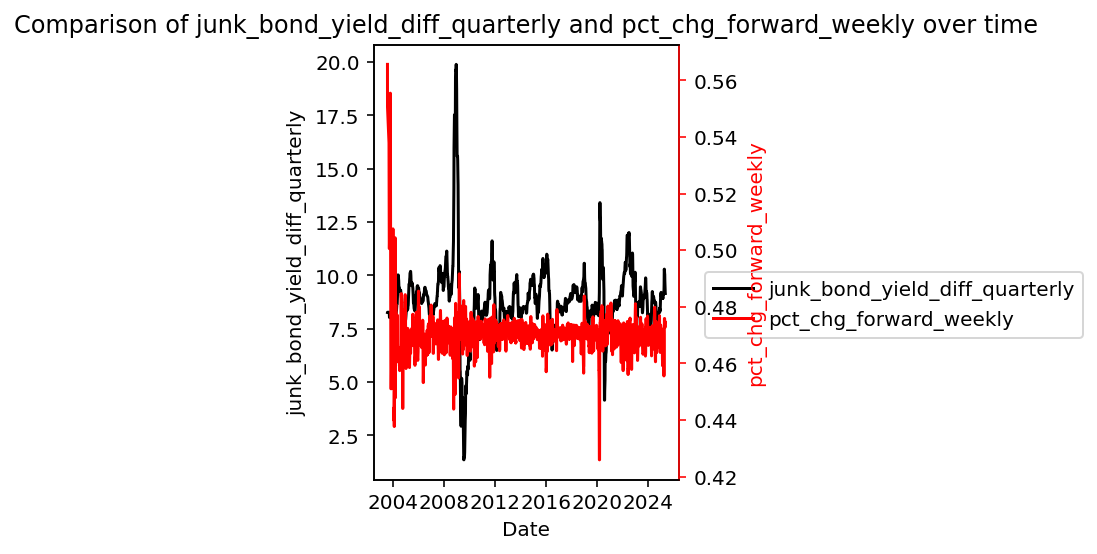 Comparison of junk_bond_yield_diff_quarterly and pct_chg_forward_weekly over time
junk_bond_yield_diff_quarterly
20.0
17.5
15.0
12.5
10.0
7.5
5.0
2.5
0.56
0.54
0.52
0.50
0.48
0.46
0.44
0.42
pct_chg_forward_weekly
junk_bond_yield_diff_quarterly
pct_chg_forward_weekly
2004 2008 2012 2016 2020 2024
Date